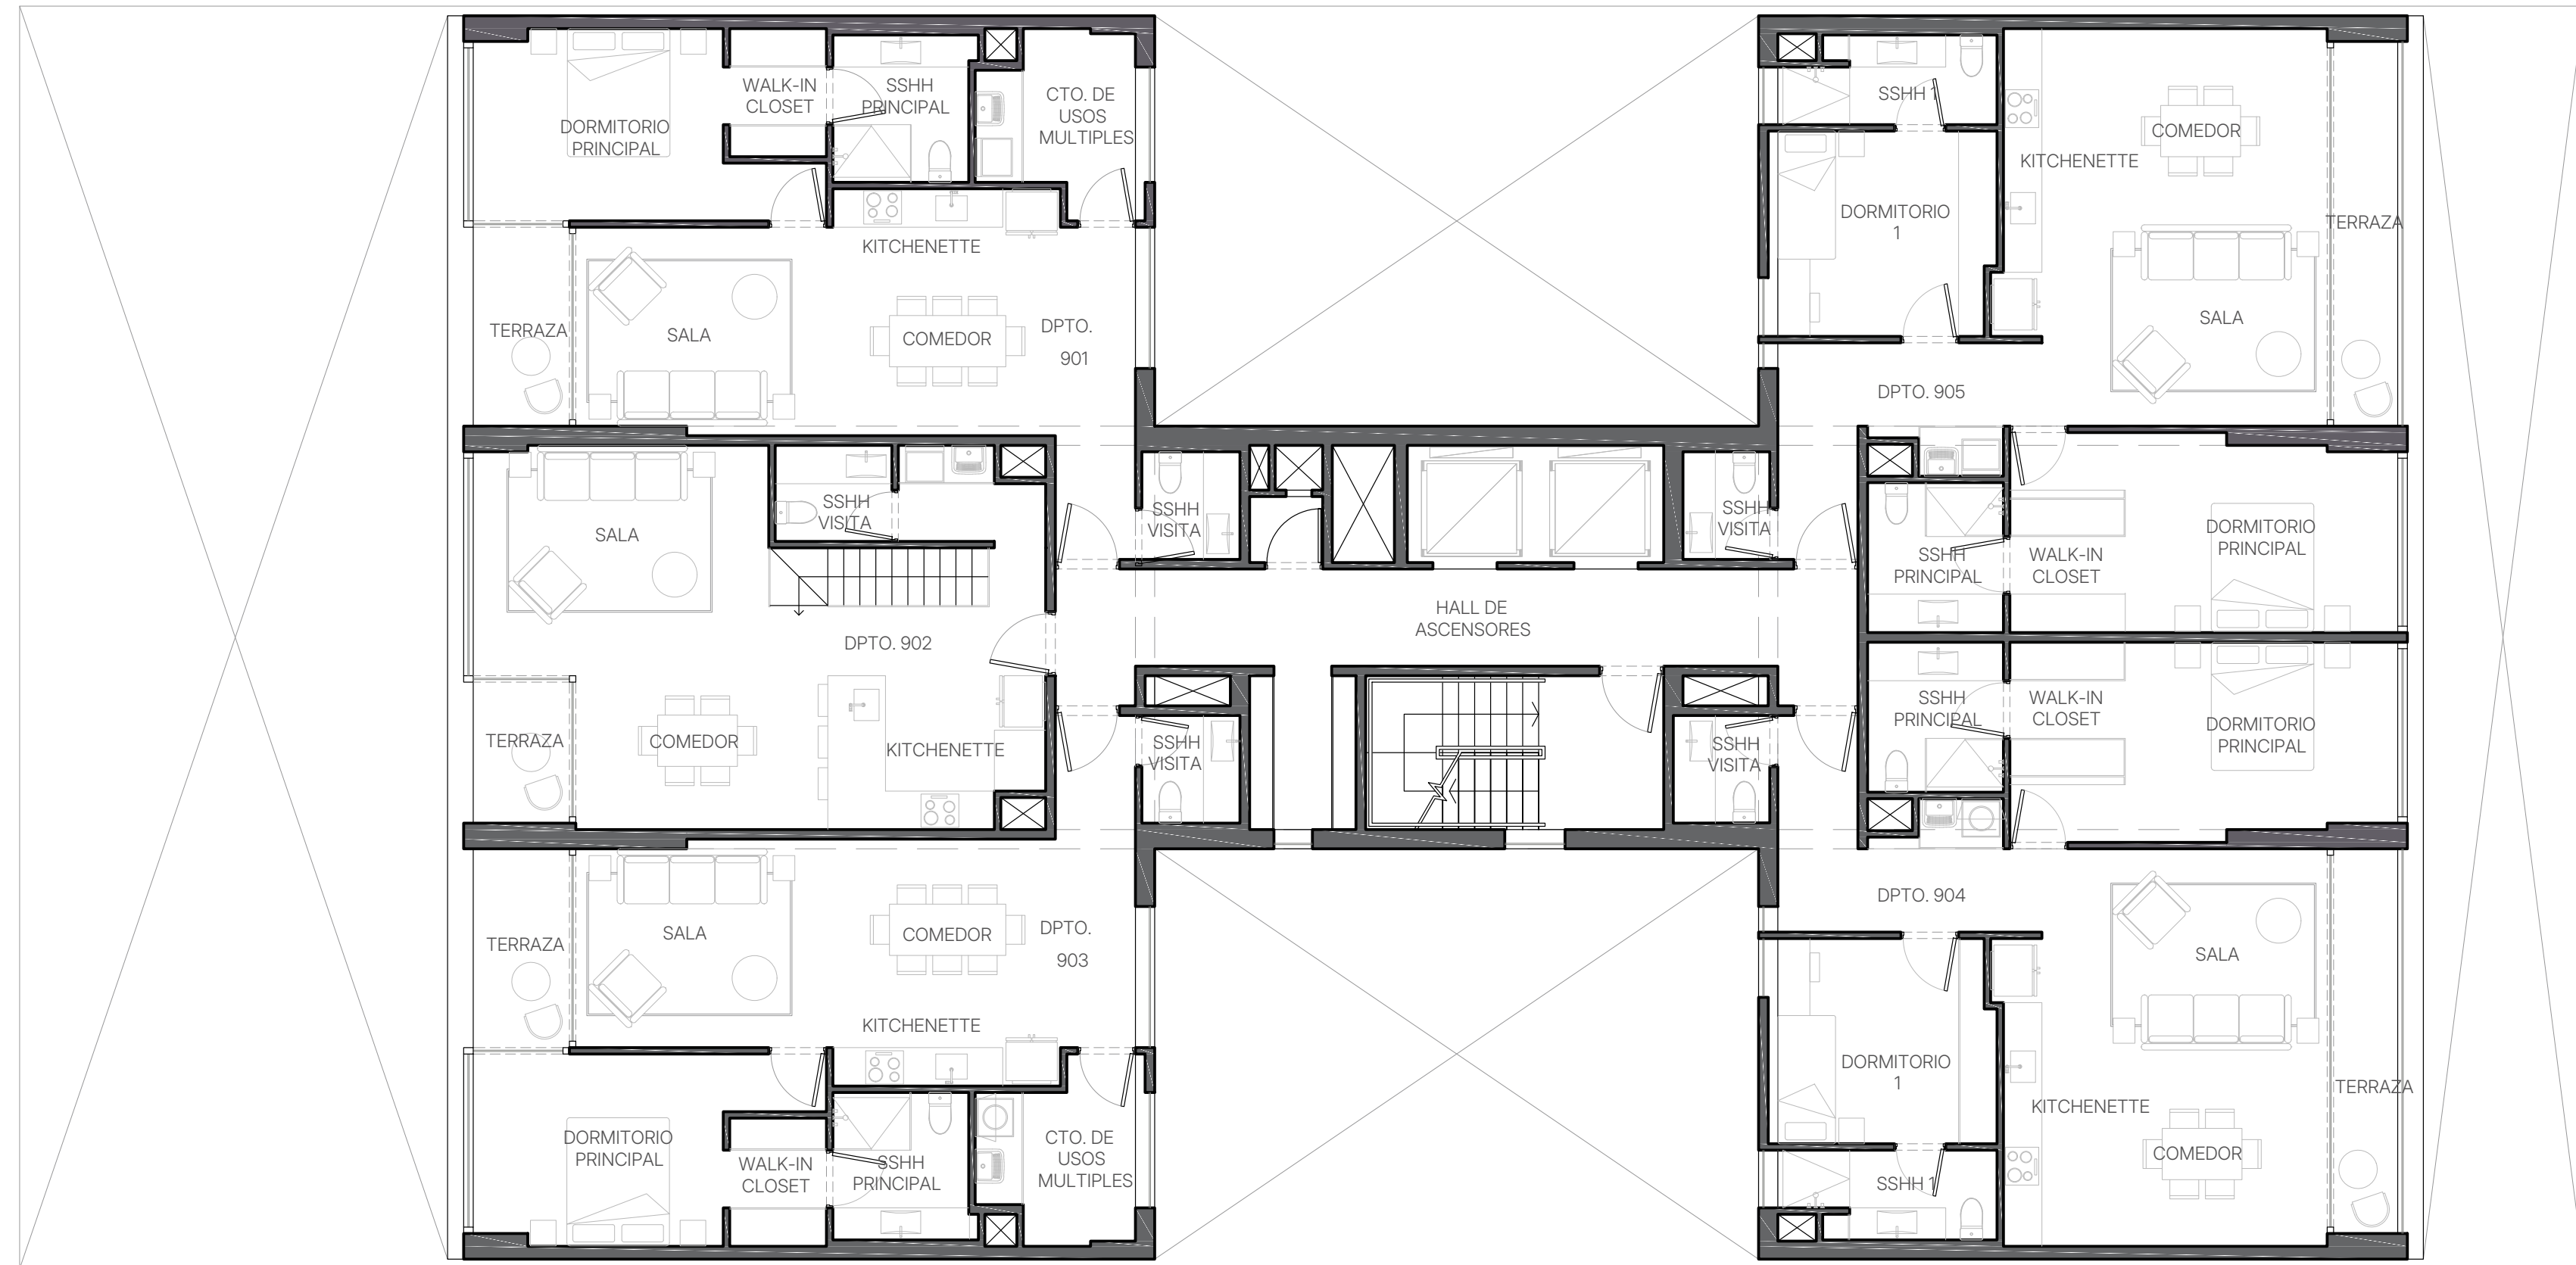 DORMITORIO
PRINCIPAL
WALK-IN
CLOSET
SSHH
PRINCIPAL
CTO. DE
USOS
MULTIPLES
KITCHENETTE
TERRAZA
SALA
COMEDOR
DPTO.
901
SALA
SSHH
VISITA
DPTO. 902
TERRAZA
COMEDOR
KITCHENETTE
TERRAZA
SALA
COMEDOR
DPTO.
903
KITCHENETTE
DORMITORIO
PRINCIPAL
WALK-IN
CLOSET
SSHH
PRINCIPAL
CTO. DE
USOS
MULTIPLES
SSHH
VISITA
SSHH
VISITA
HALL DE
ASCENSORES
SSHH
VISITA
SSHH
VISITA
SSHH 1
COMEDOR
KITCHENETTE
DORMITORIO
1
TERRAZA
SALA
DPTO. 905
SSHH
PRINCIPAL
WALK-IN
CLOSET
DORMITORIO
PRINCIPAL
SSHH
PRINCIPAL
WALK-IN
CLOSET
DORMITORIO
PRINCIPAL
DPTO. 904
SALA
DORMITORIO
1
KITCHENETTE
TERRAZA
COMEDOR
SSHH 1